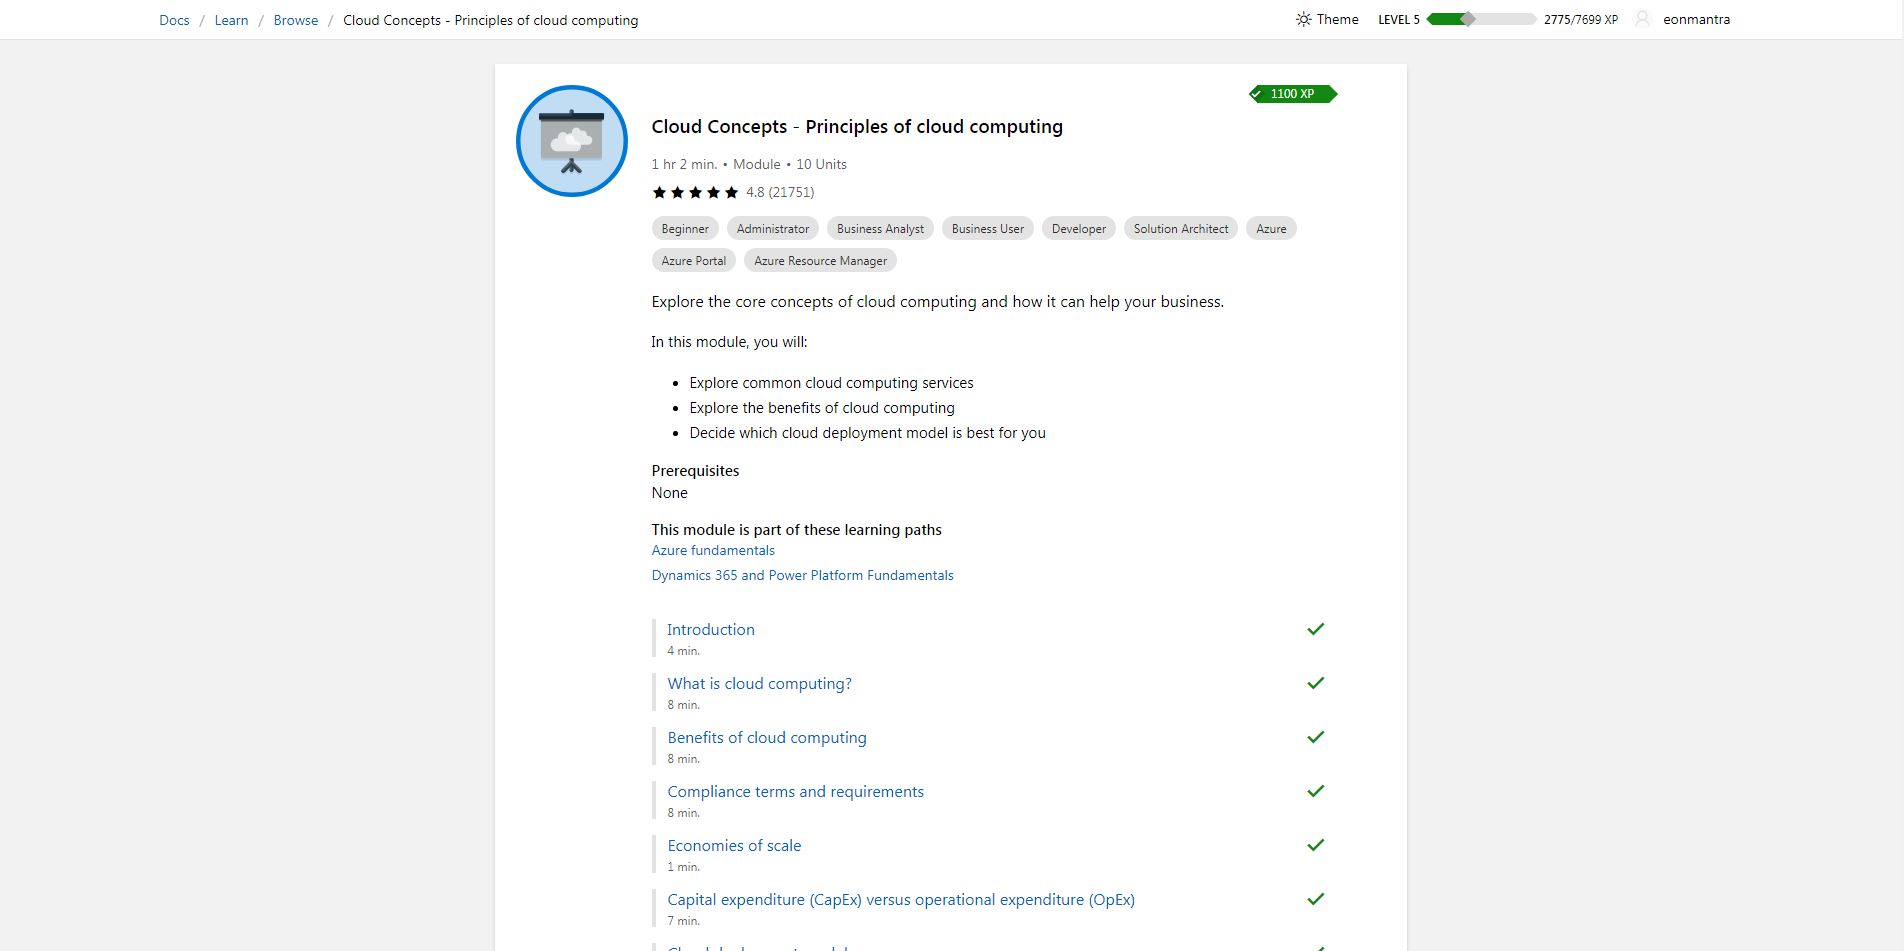 Docs / Learn / Browse / Cloud Concepts - Principles of cloud computing
Theme LEVEL 5 2775/7699 XP eonmantra
1100 XP
Cloud Concepts - Principles of cloud computing
1 hr 2 min. • Module • 10 Units
4.8 (21751)
Beginner Administrator Business Analyst Business User Developer Solution Architect Azure
Azure Portal Azure Resource Manager
Explore the core concepts of cloud computing and how it can help your business.
In this module, you will:
• Explore common cloud computing services
• Explore the benefits of cloud computing
• Decide which cloud deployment model is best for you
Prerequisites
None
This module is part of these learning paths
Azure fundamentals
Dynamics 365 and Power Platform Fundamentals
Introduction
4 min.
What is cloud computing?
8 min.
Benefits of cloud computing
8 min.
Compliance terms and requirements
8 min.
Economies of scale
1 min.
Capital expenditure (CapEx) versus operational expenditure (OpEx)
7 min.